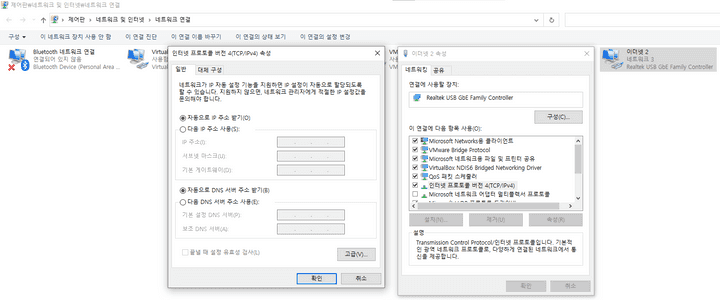 제어판₩네트워크 및 인터넷₩네트워크 연결
제어판 > 네트워크 및 인터넷 > 네트워크 연결
구성 이 네트워크 장치 사용 안 함 이 연결 진단 이 연결 이름 바꾸기 이 연결의 상태 보기 이 연결의 설정 변경
Bluetooth 네트워크 연결
연결되어 있지 않음
Bluetooth Device (Personal Area ...
이더넷 2
네트워크 3
Realtek USB GbE Family Controller
인터넷 프로토콜 버전 4(TCP/IPv4) 속성
일반 대체 구성
네트워크가 IP 자동 설정 기능을 지원하면 IP 설정이 자동으로 할당되도록
할 수 있습니다. 지원하지 않으면, 네트워크 관리자에게 적절한 IP 설정값을
문의해야 합니다.
자동으로 IP 주소 받기(O)
다음 IP 주소 사용(S):
IP 주소(I):
서브넷 마스크(U):
기본 게이트웨이(D):
자동으로 DNS 서버 주소 받기(B)
다음 DNS 서버 주소 사용(E):
기본 설정 DNS 서버(P):
보조 DNS 서버(A):
끝낼 때 설정 유효성 검사(L)
고급(V)...
확인 취소
이더넷 2 속성
네트워킹 공유
연결에 사용할 장치:
Realtek USB GbE Family Controller
구성(C)...
이 연결에 다음 항목 사용(O):
Microsoft Networks용 클라이언트
VMware Bridge Protocol
Microsoft 네트워크용 파일 및 프린터 공유
VirtualBox NDIS6 Bridged Networking Driver
QoS 패킷 스케줄러
인터넷 프로토콜 버전 4(TCP/IPv4)
Microsoft 네트워크 어댑터 멀티플렉서 프로토콜
설치(N)... 제거(U) 속성(R)
설명
Transmission Control Protocol/인터넷 프로토콜입니다. 기본적
인 광역 네트워크 프로토콜로, 다양하게 연결된 네트워크에서 통
신을 제공합니다.
확인 취소